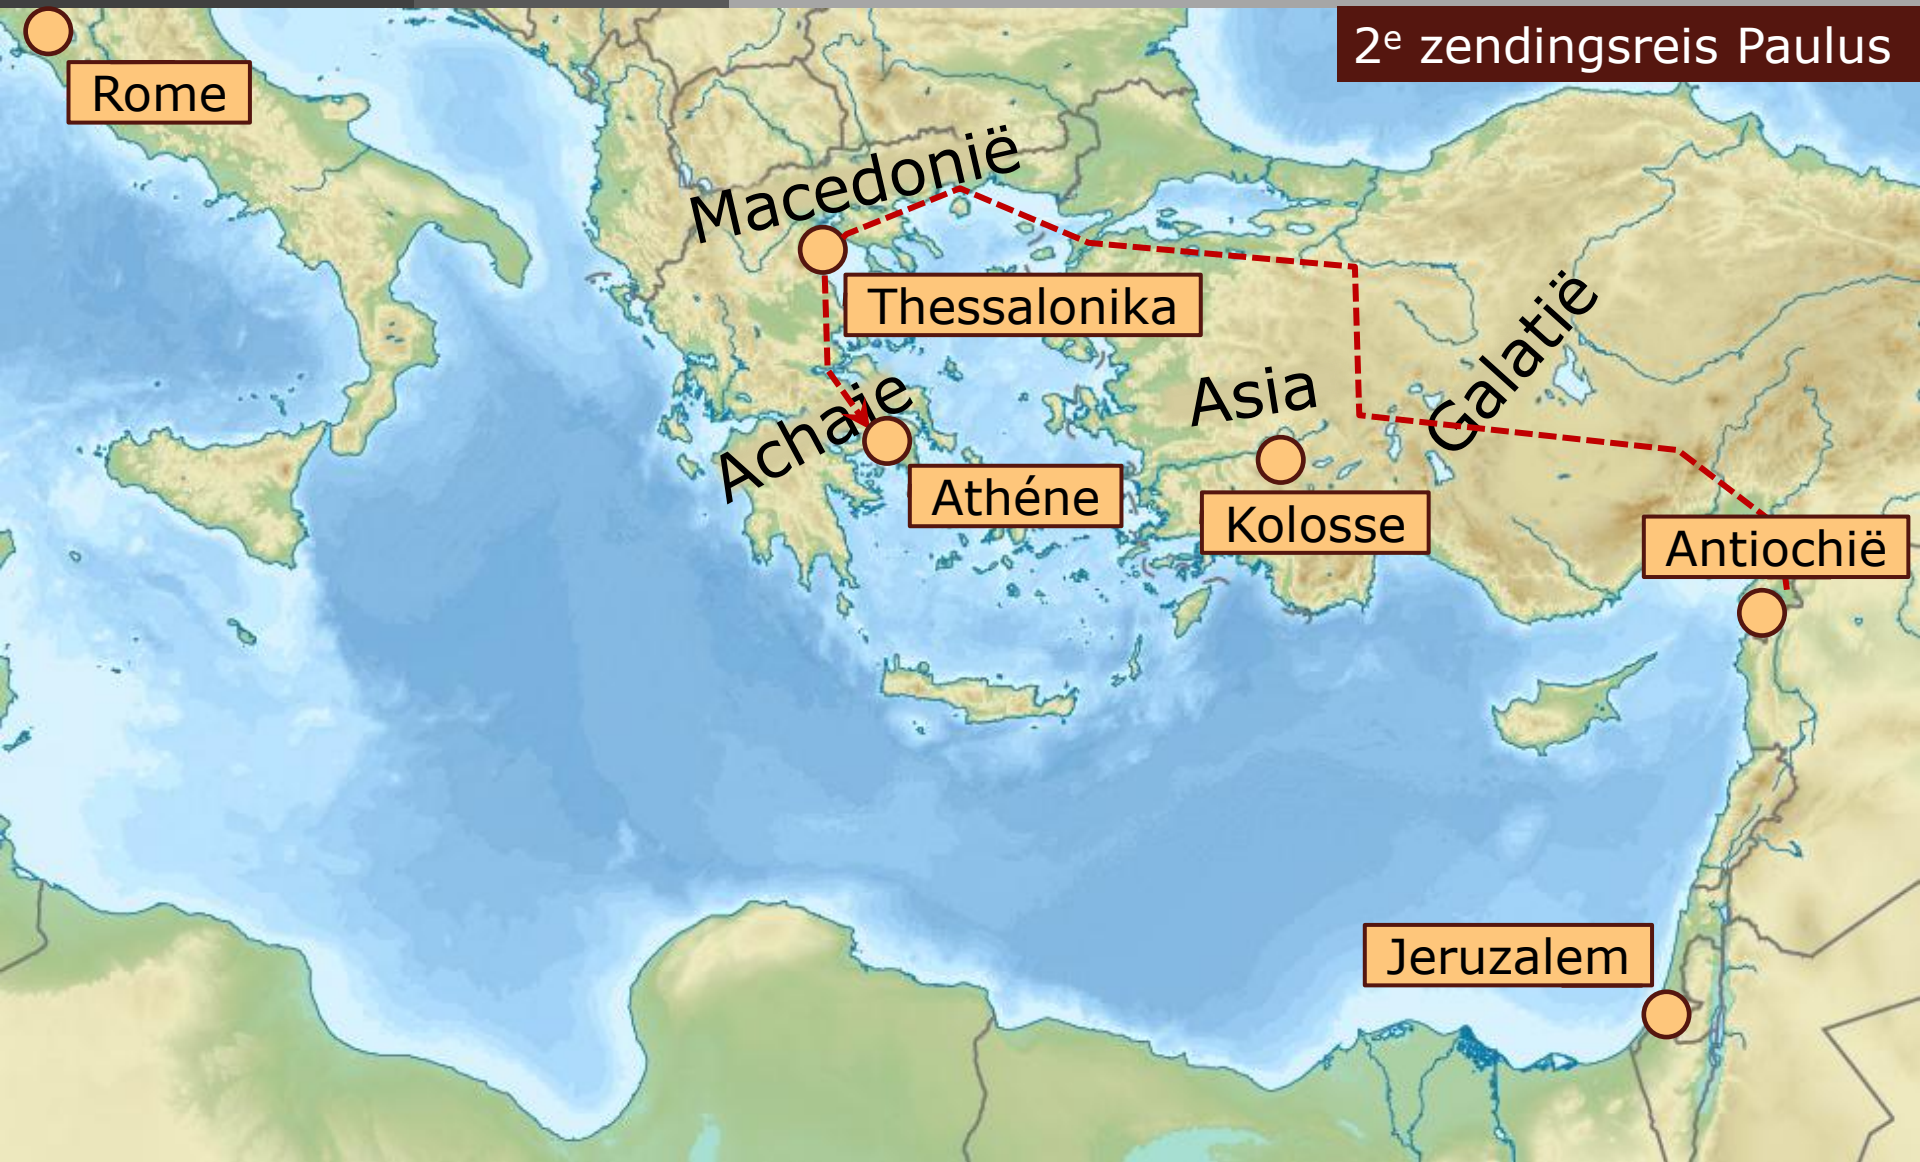 2e zendingsreis Paulus
Rome
Macedonië
Thessalonika
Galatië
Asia
Achaje
Athéne
Kolosse
Antiochië
Jeruzalem